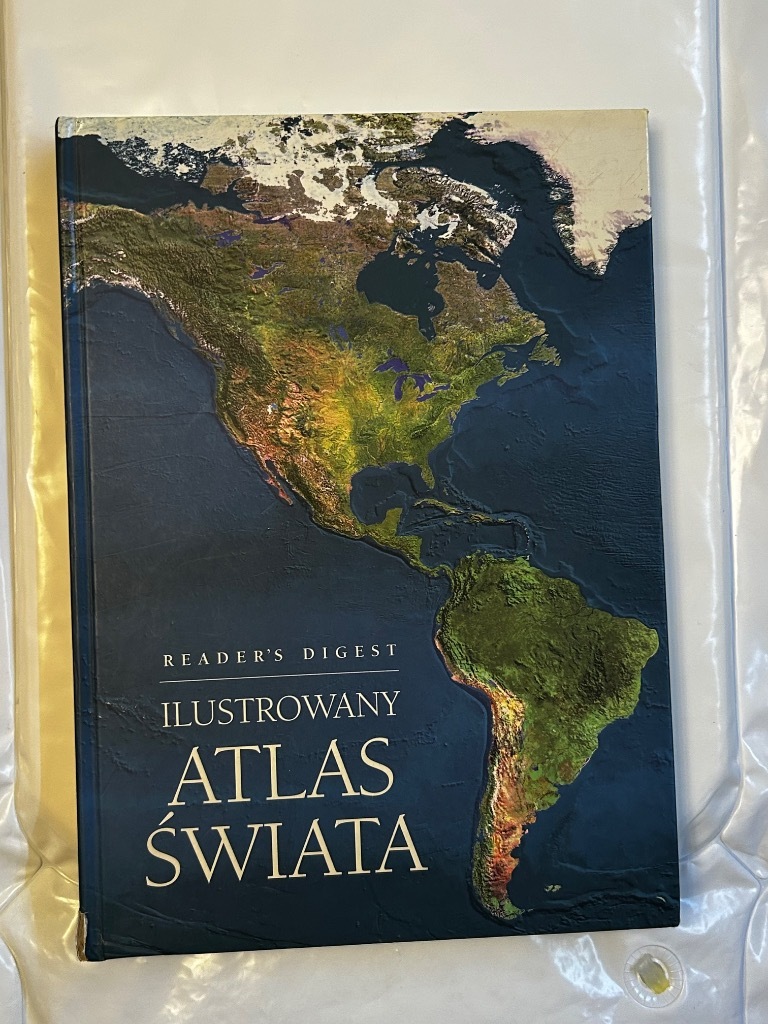 READER'S DIGEST
ILUSTROWANY
ATLAS
ŚWIATA